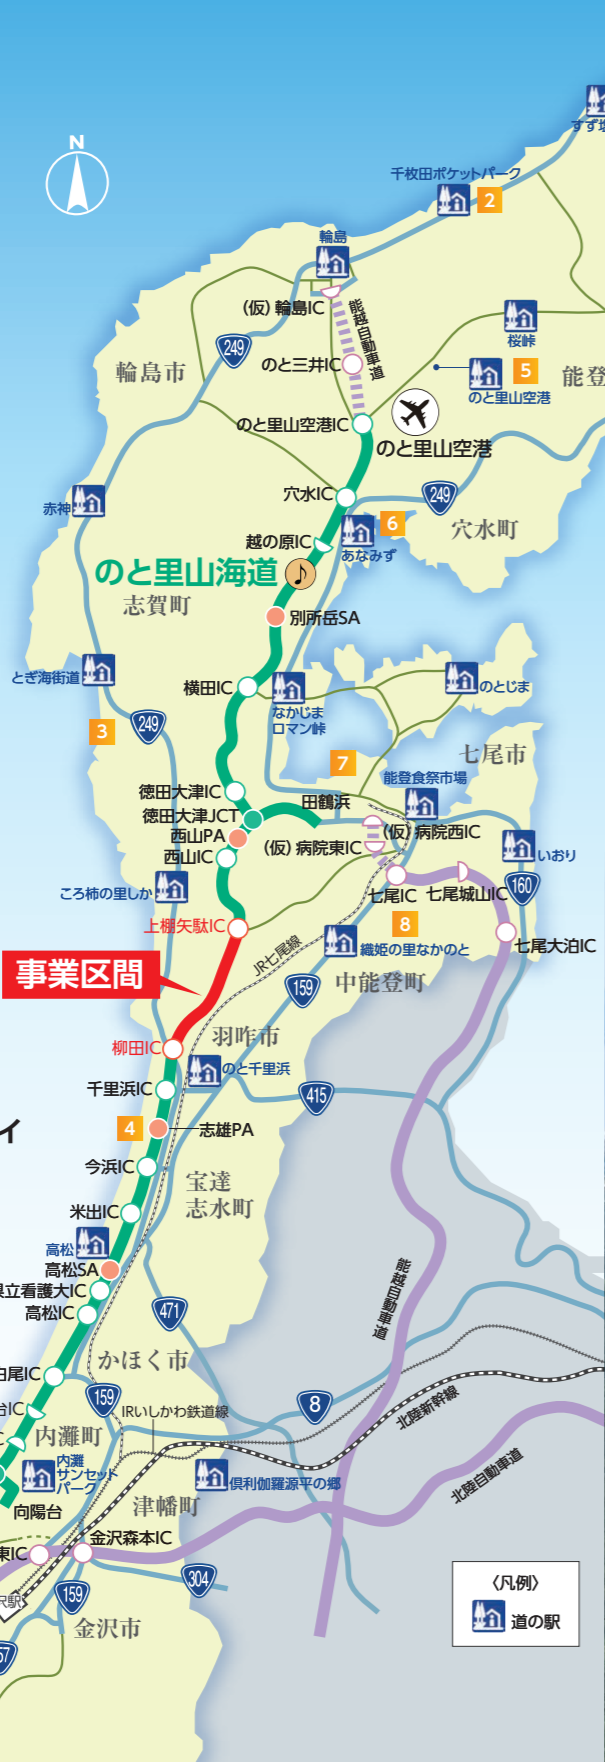 N
すず塩
千枚田ポケットパーク
2
輪島
(仮) 輪島IC
能越自動車道
249
桜峠
のと三井IC
5
輪島市
能登
のと里山空港
のと里山空港IC
のと里山空港
穴水IC
249
赤神
6
穴水町
越の原IC
あなみず
のと里山海道
志賀町
別所岳SA
とぎ海街道
横田IC
のとじま
なかじま
ロマン峠
3
249
七尾市
7
能登食祭市場
徳田大津IC
田鶴浜
徳田大津JCT
(仮) 病院西IC
西山PA
(仮) 病院東IC
西山IC
いおり
ころ柿の里しか
七尾IC
七尾城山IC
160
上棚矢駄IC
8
織姫の里なかのと
七尾大泊IC
JR七尾線
事業区間
中能登町
159
羽咋市
柳田IC
のと千里浜
千里浜IC
415
4
志雄PA
イ
今浜IC
宝達
志水町
米出IC
高松
高松SA
県立看護大IC
高松IC
471
能越自動車道
かほく市
白尾IC
159
8
IRいしかわ鉄道線
北陸新幹線
台IC
内灘町
C
内灘
サンセット
パーク
倶利伽羅源平の郷
北陸自動車道
向陽台
津幡町
金沢森本IC
東IC
304
159
沢駅
金沢市
57
〈凡例〉
道の駅